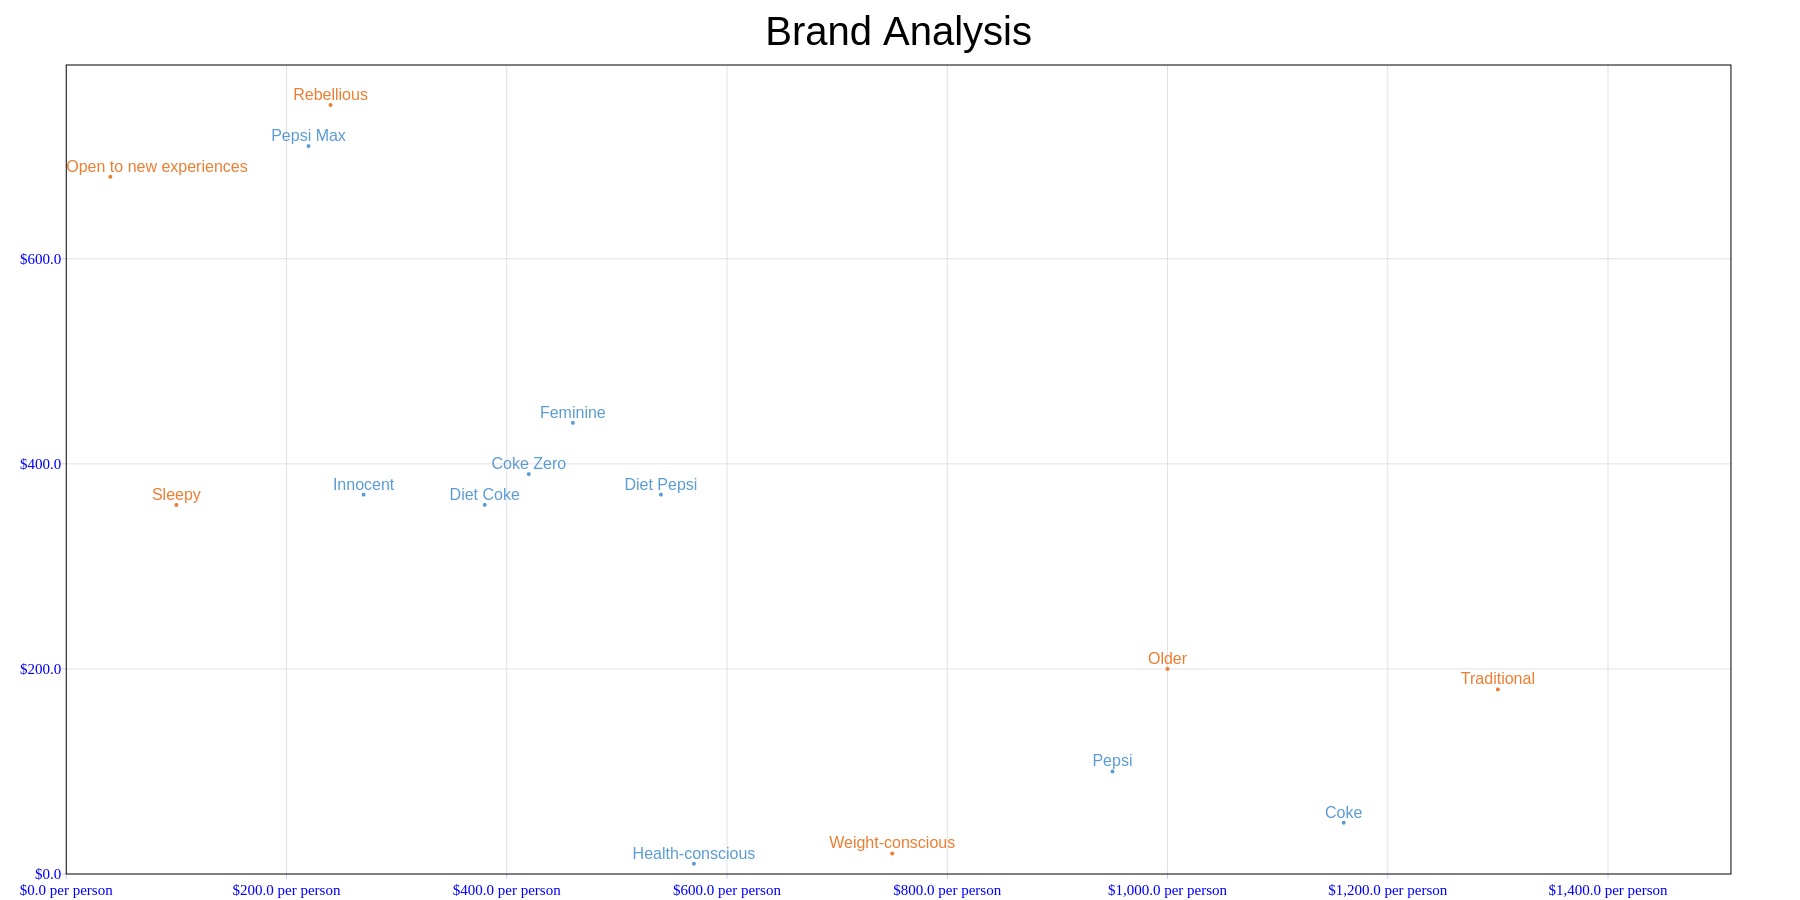 Brand Analysis
Rebellious
Pepsi Max
Open to new experiences
$600.0
Feminine
$400.0
Coke Zero
Innocent
Diet Pepsi
Sleepy
Diet Coke
Older
$200.0
Traditional
Pepsi
Coke
Weight-conscious
Health-conscious
$0.0
$0.0 per person
$200.0 per person
$400.0 per person
$600.0 per person
$800.0 per person
$1,000.0 per person
$1,200.0 per person
$1,400.0 per person